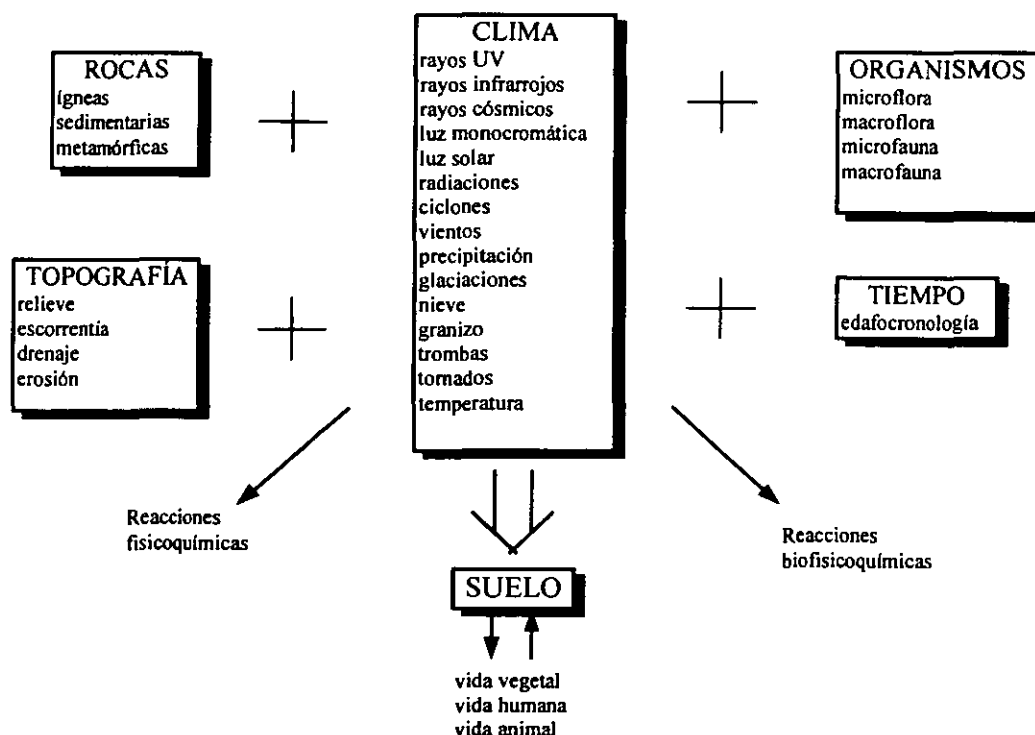 ROCAS
ígneas
sedimentarias
metamórficas
TOPOGRAFÍA
relieve
escorrentía
drenaje
erosión
CLIMA
rayos UV
rayos infrarrojos
rayos cósmicos
luz monocromática
luz solar
radiaciones
ciclones
vientos
precipitación
glaciaciones
nieve
granizo
trombas
tornados
temperatura
ORGANISMOS
microflora
macroflora
microfauna
macrofauna
TIEMPO
edafocronología
Reacciones
fisicoquímicas
Reacciones
biofisicoquímicas
SUELO
vida vegetal
vida humana
vida animal